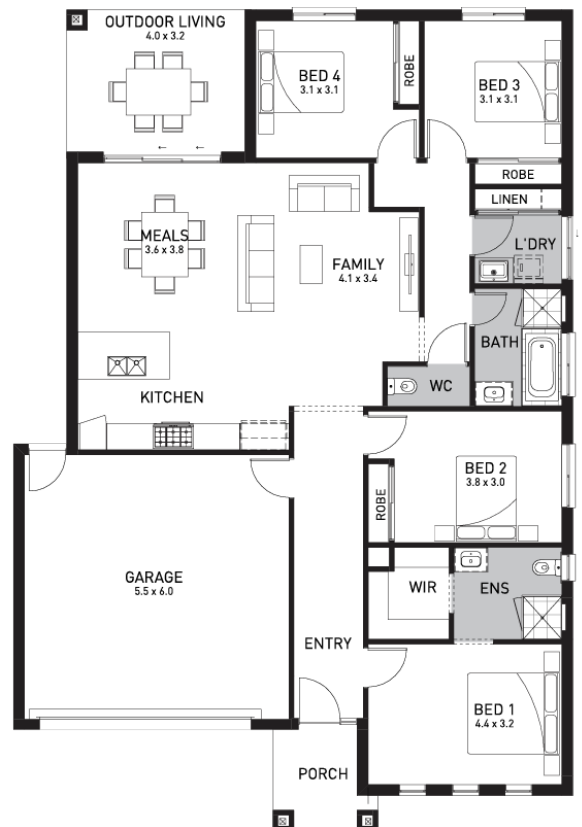 OUTDOOR LIVING
4.0 x 3.2
BED 4
3.1 x 3.1
ROBE
BED 3
3.1 x 3.1
ROBE
LINEN
L'DRY
MEALS
3.6 x 3.8
FAMILY
4.1 x 3.4
BATH
WC
KITCHEN
BED 2
3.8 x 3.0
ROBE
GARAGE
5.5 x 6.0
WIR
ENS
ENTRY
BED 1
4.4 x 3.2
PORCH